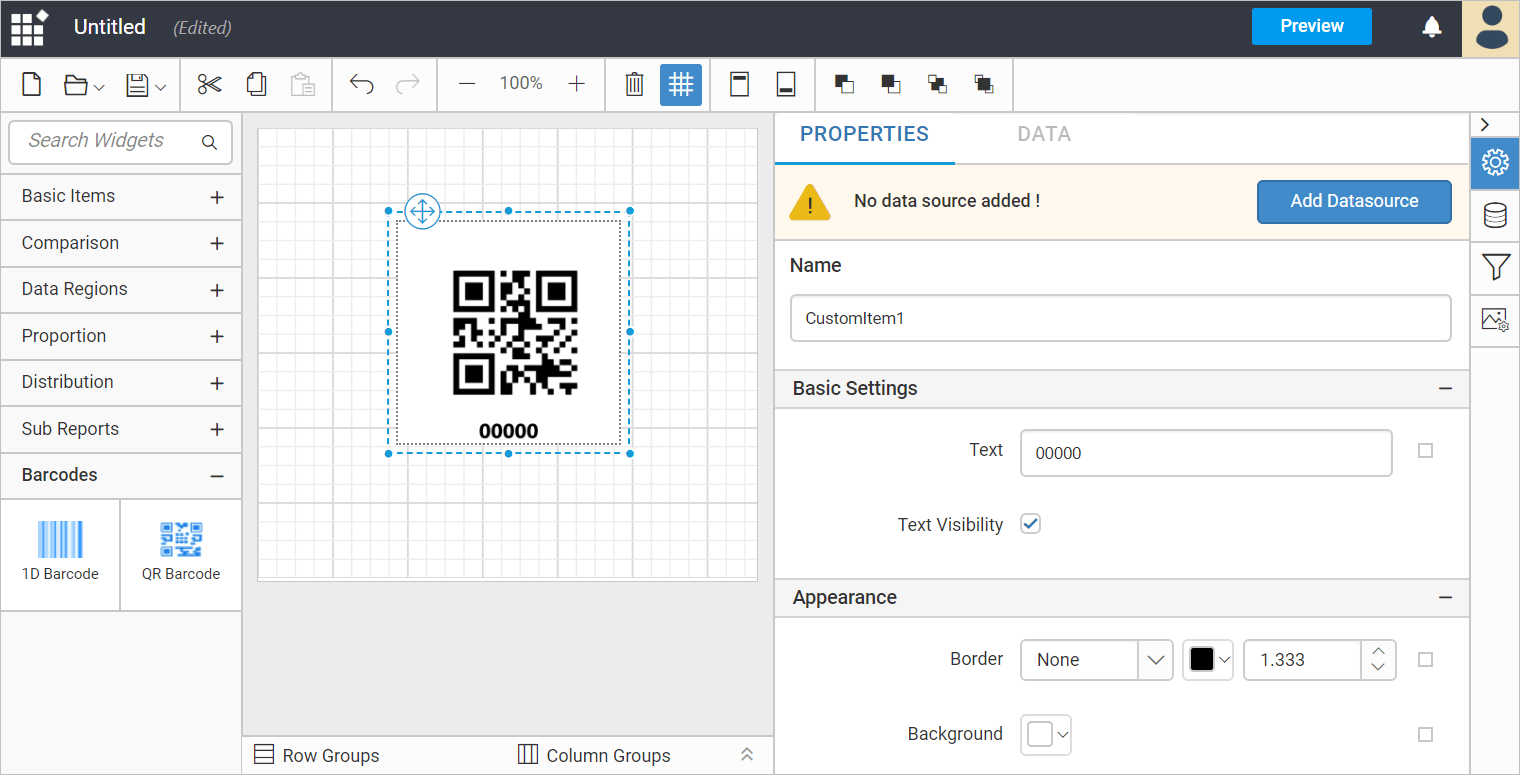 Untitled (Edited) Preview
100%
Search Widgets
Basic Items
Comparison
Data Regions
Proportion
Distribution
Sub Reports
Barcodes
1D Barcode QR Barcode
00000
Row Groups Column Groups
PROPERTIES DATA
No data source added ! Add Datasource
Name
CustomItem1
Basic Settings
Text 00000
Text Visibility
Appearance
Border None 1.333
Background